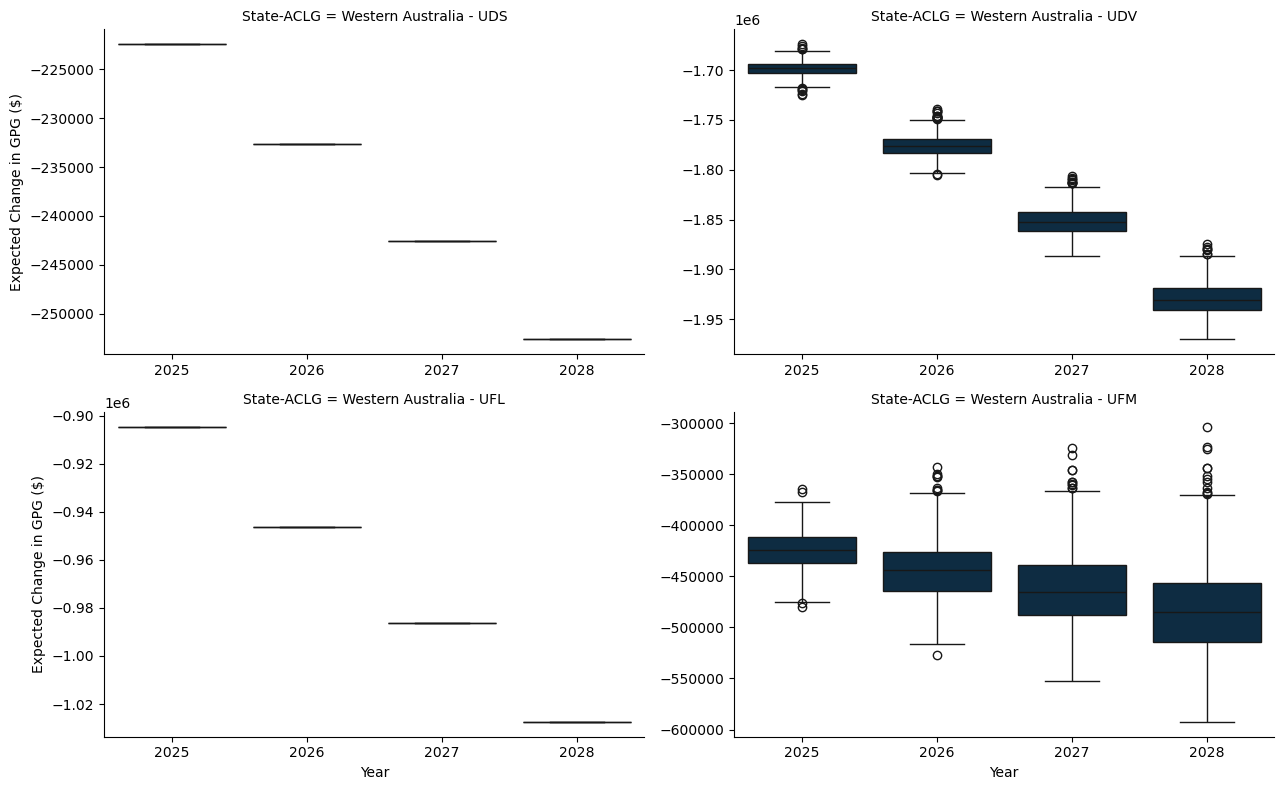 State-ACLG = Western Australia - UDS
−225000
−230000
−235000
−240000
−245000
−250000
Expected Change in GPG ($)
2025 2026 2027 2028
State-ACLG = Western Australia - UDV
1e6
−1.70
−1.75
−1.80
−1.85
−1.90
−1.95
2025 2026 2027 2028
State-ACLG = Western Australia - UFL
1e6
−0.90
−0.92
−0.94
−0.96
−0.98
−1.00
−1.02
Expected Change in GPG ($)
2025 2026 2027 2028
Year
State-ACLG = Western Australia - UFM
−300000
−350000
−400000
−450000
−500000
−550000
−600000
2025 2026 2027 2028
Year